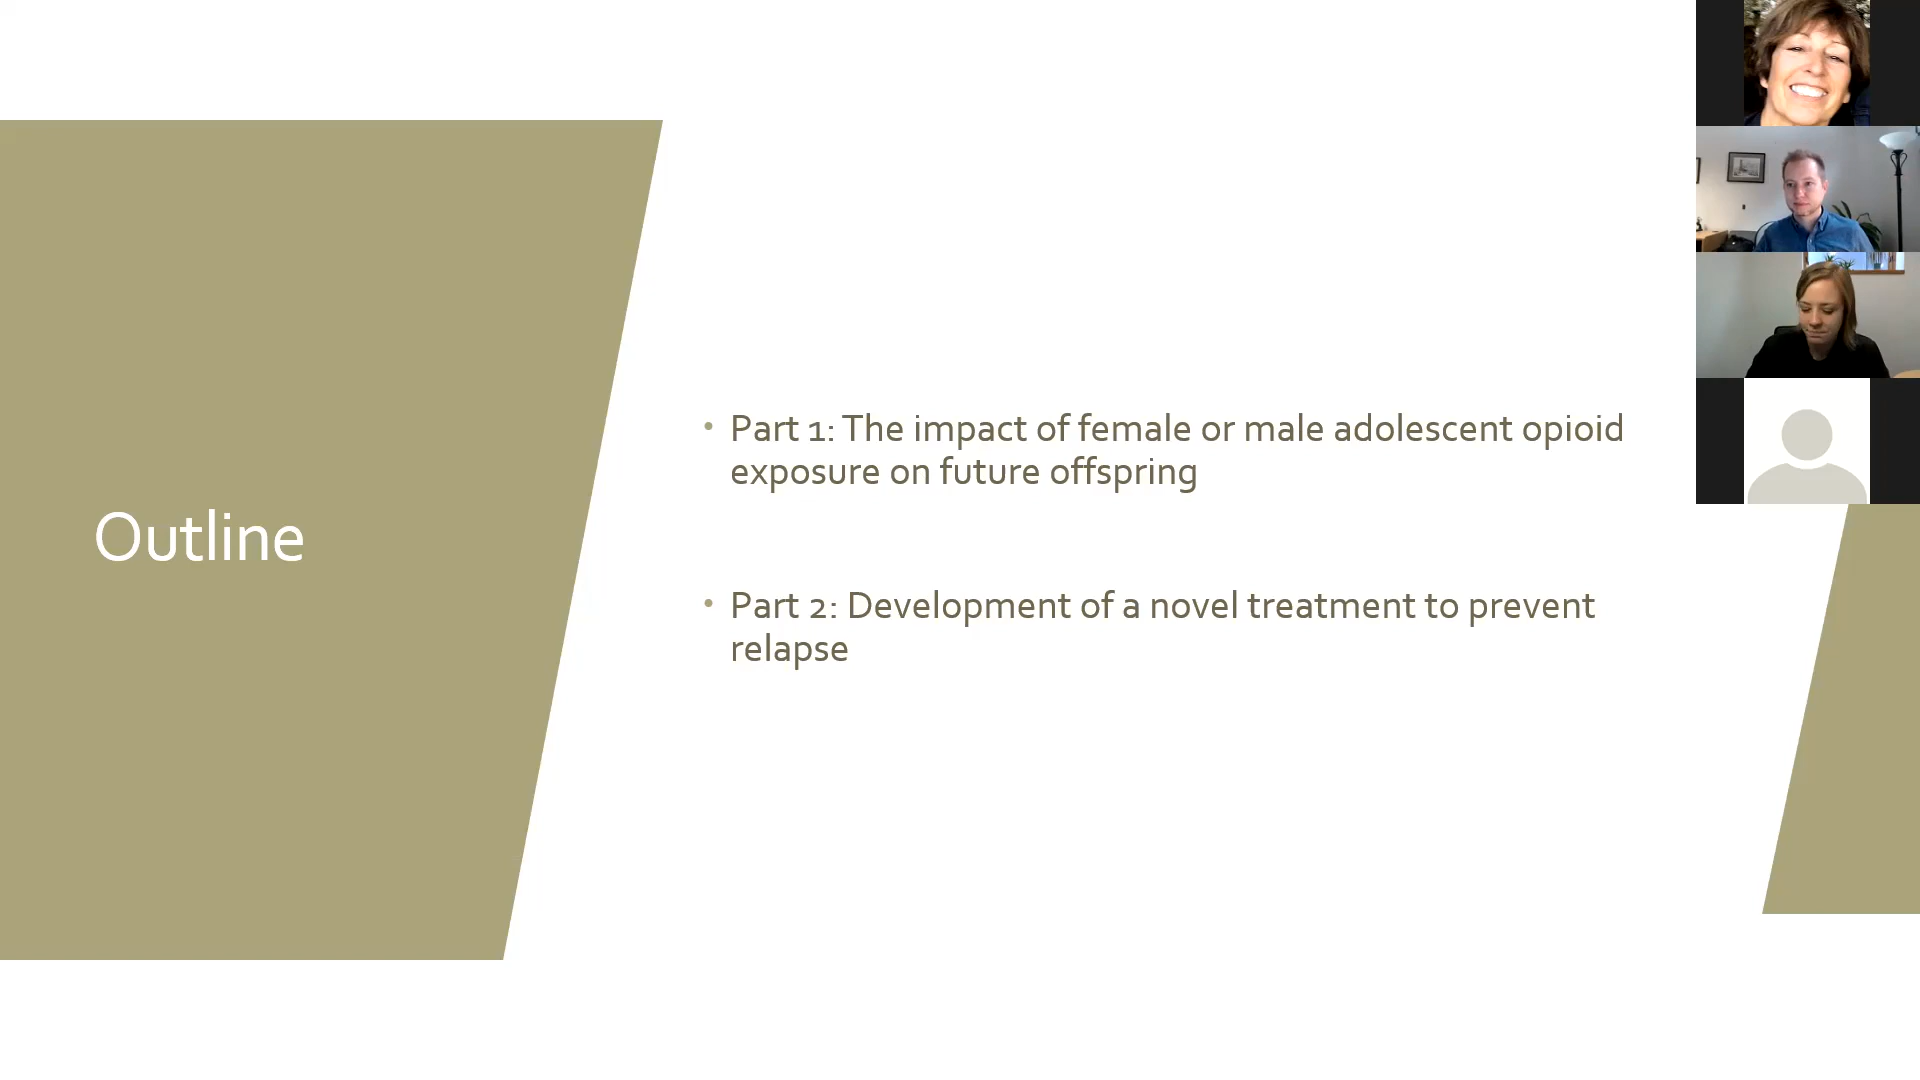 Outline
• Part 1: The impact of female or male adolescent opioid
exposure on future offspring
• Part 2: Development of a novel treatment to prevent
relapse